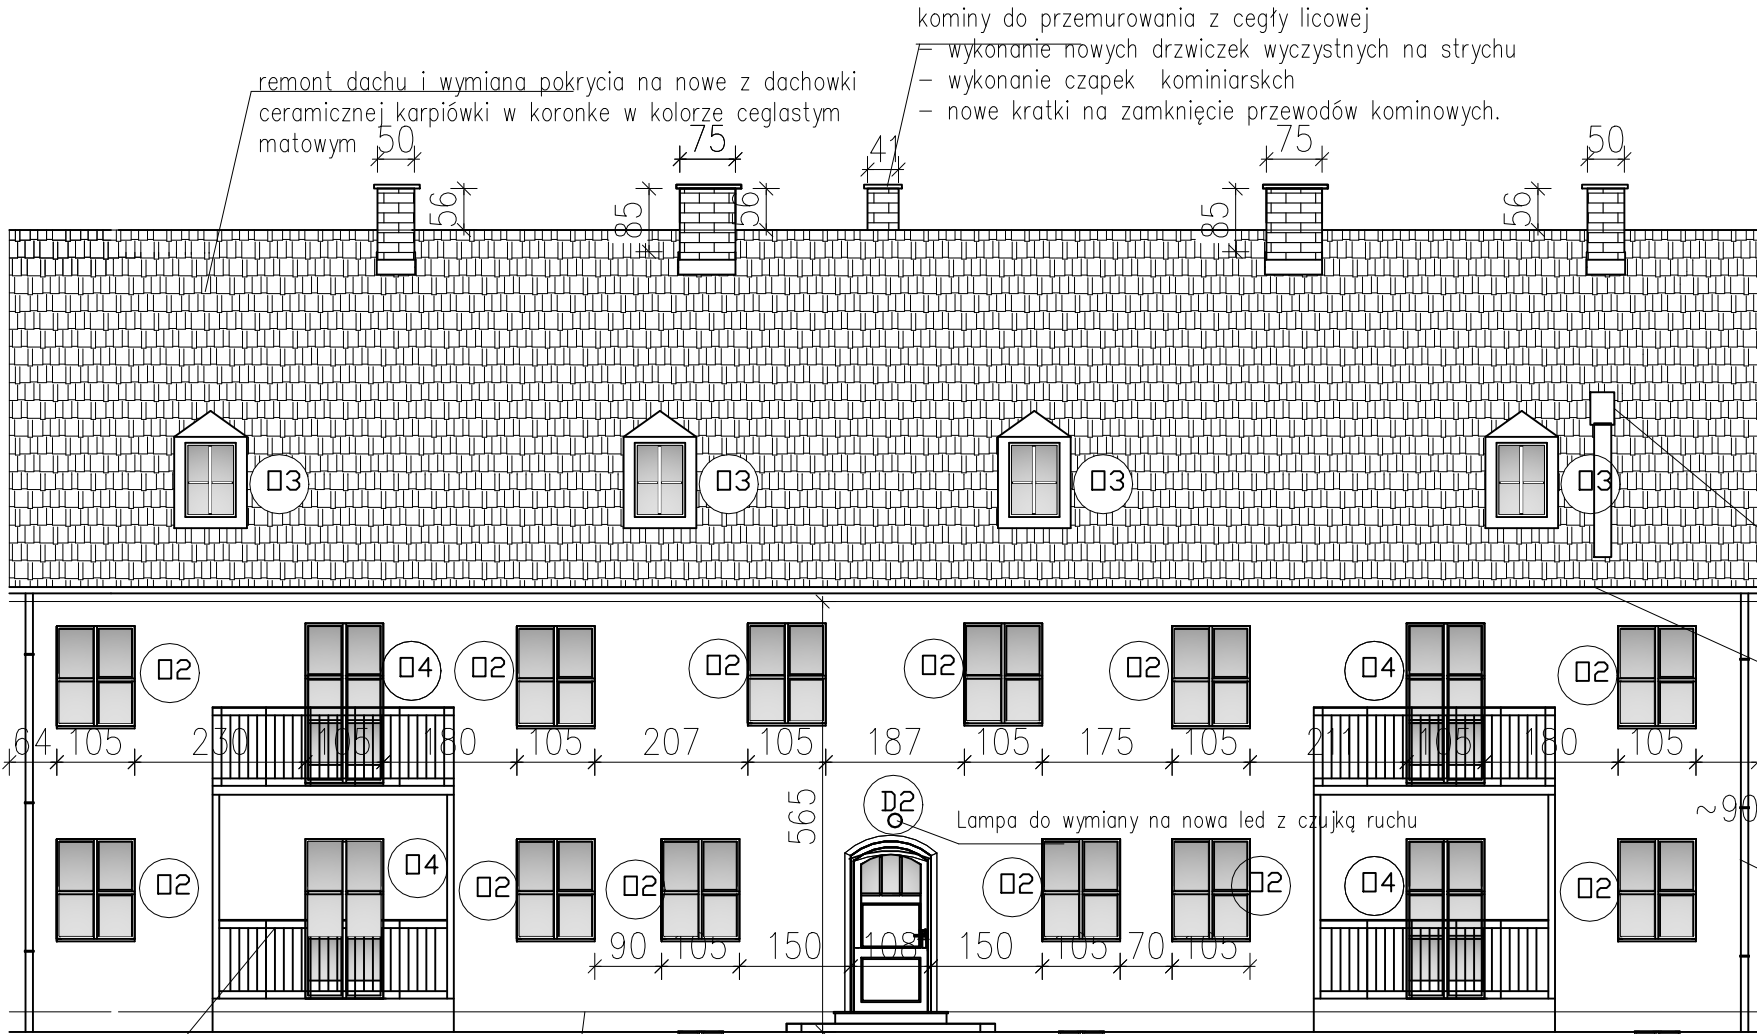 kominy do przemurowania z cegły licowej
– wykonanie nowych drzwiczek wyczystnych na strychu
– wykonanie czapek kominiarskch
– nowe kratki na zamknięcie przewodów kominowych.
remont dachu i wymiana pokrycia na nowe z dachowki
ceramicznej karpiówki w koronke w kolorze ceglastym
matowym
50 75 41 75 50
56 85 56 85 56
O3 O3 O3 O3
O2 O4 O2 O2 O2 O2 O4 O2
64 105 230 105 180 105 207 105 187 105 175 105 211 105 180 105
565
~90
D2
Lampa do wymiany na nowa led z czujką ruchu
O2 O4 O2 O2 O2 O2 O4 O2
90 105 150 108 150 105 70 105